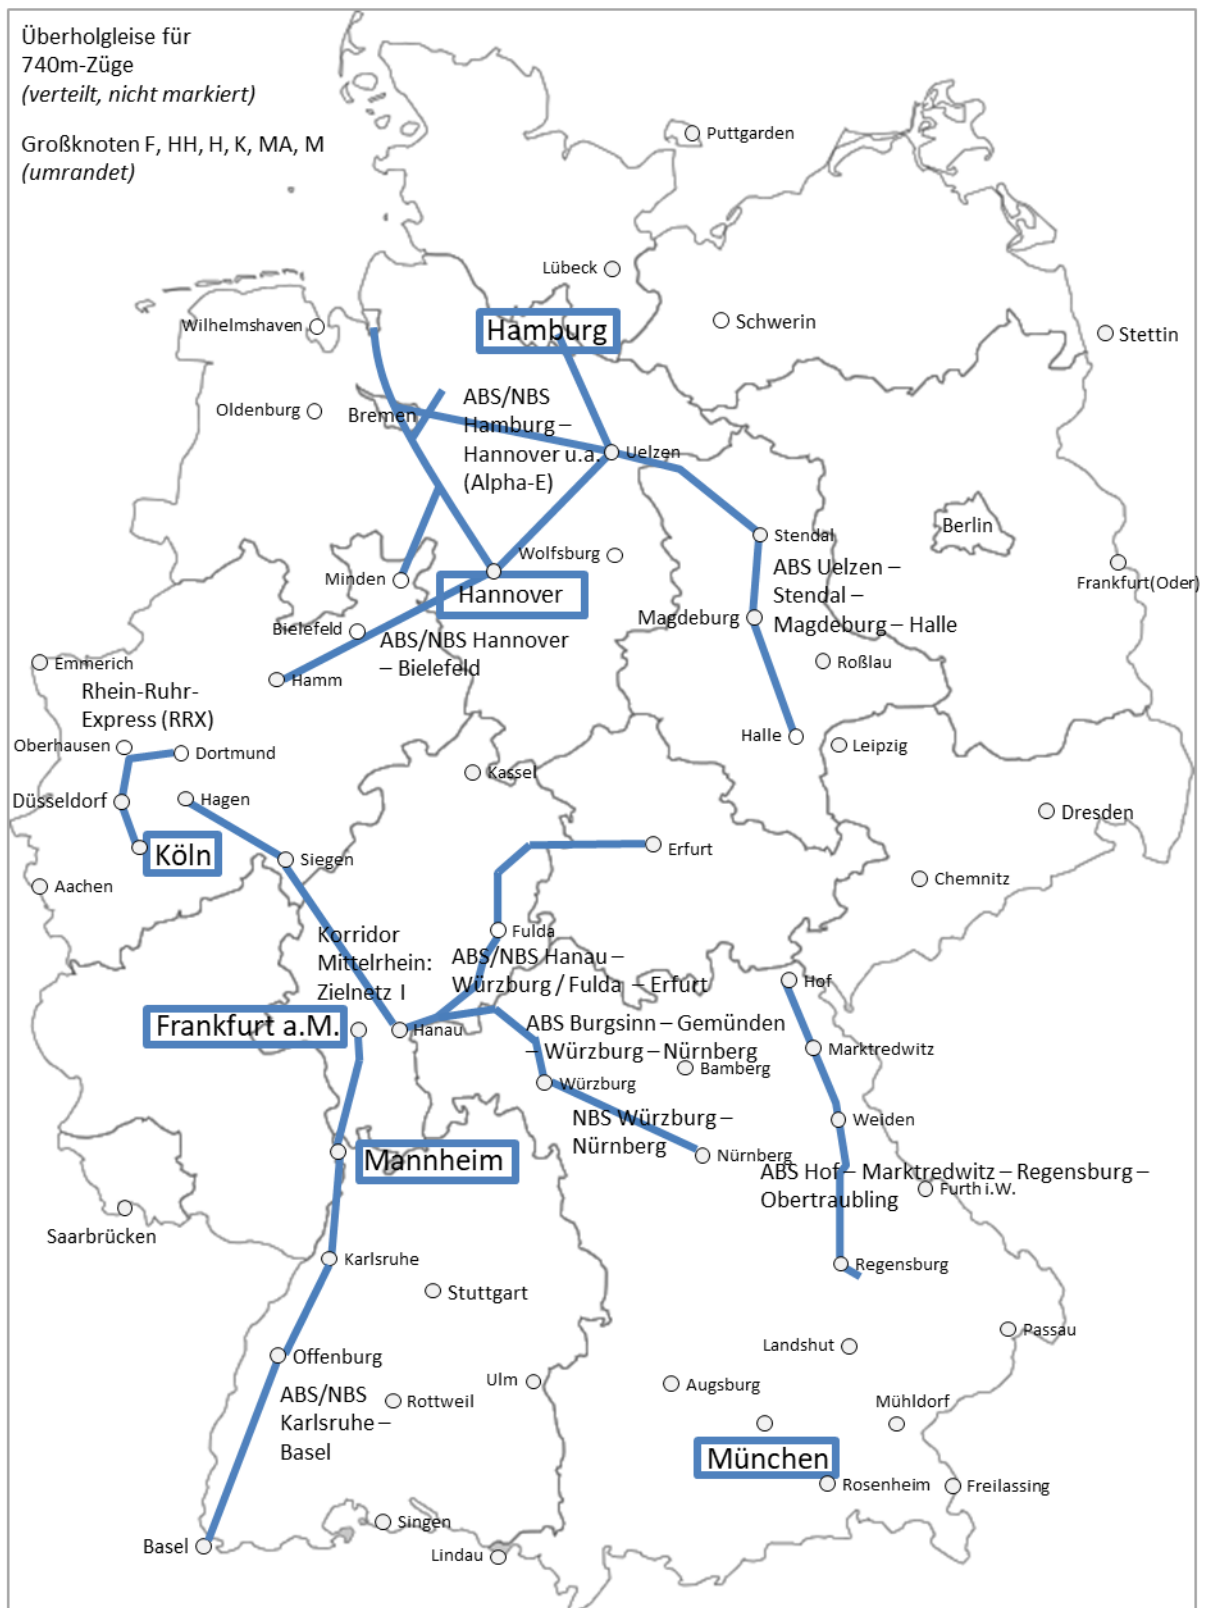 Überholgleise für
740m-Züge
(verteilt, nicht markiert)
Großknoten F, HH, H, K, MA, M
(umrandet)
Puttgarden
Lübeck
Wilhelmshaven
Hamburg
Schwerin
Stettin
Oldenburg
Bremen
ABS/NBS
Hamburg –
Hannover u.a.
(Alpha-E)
Uelzen
Berlin
Stendal
Wolfsburg
Minden
Hannover
ABS Uelzen –
Stendal –
Magdeburg – Halle
Frankfurt(Oder)
Magdeburg
Bielefeld
ABS/NBS Hannover
– Bielefeld
Emmerich
Hamm
Roßlau
Rhein-Ruhr-
Express (RRX)
Oberhausen
Dortmund
Halle
Leipzig
Kassel
Düsseldorf
Hagen
Dresden
Köln
Siegen
Erfurt
Aachen
Chemnitz
Korridor
Mittelrhein:
Zielnetz I
Fulda
ABS/NBS Hanau –
Würzburg / Fulda – Erfurt
Hof
Frankfurt a.M.
Hanau
ABS Burgsinn – Gemünden
– Würzburg – Nürnberg
Marktredwitz
Bamberg
Würzburg
NBS Würzburg –
Nürnberg
Weiden
Mannheim
Nürnberg
ABS Hof – Marktredwitz – Regensburg –
Obertraubling
Furth i.W.
Saarbrücken
Karlsruhe
Regensburg
Stuttgart
Passau
Landshut
Offenburg
Ulm
Augsburg
ABS/NBS
Karlsruhe –
Basel
Rottweil
Mühldorf
München
Rosenheim
Freilassing
Singen
Basel
Lindau